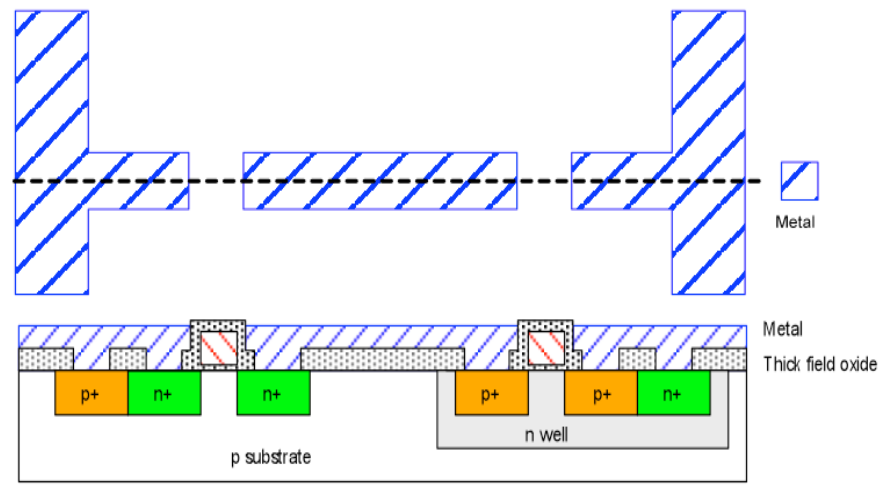 Metal
Metal
Thick field oxide
p+ n+ n+ p+ p+ n+
n well
p substrate